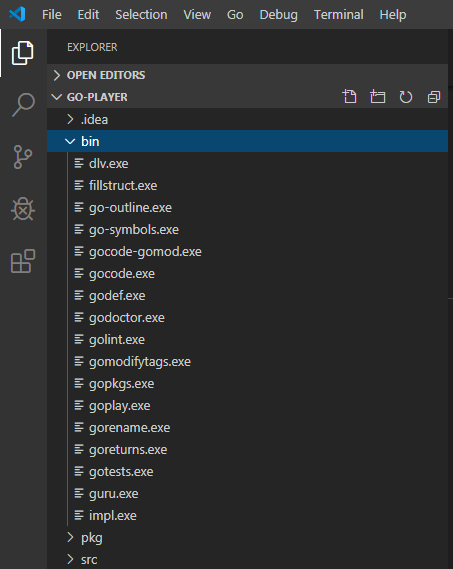 File Edit Selection View Go Debug Terminal Help
EXPLORER
OPEN EDITORS
GO-PLAYER
.idea
bin
dlv.exe
fillstruct.exe
go-outline.exe
go-symbols.exe
gocode-gomod.exe
gocode.exe
godef.exe
godoctor.exe
golint.exe
gomodifytags.exe
gopkgs.exe
goplay.exe
gorename.exe
goreturns.exe
gotests.exe
guru.exe
impl.exe
pkg
src